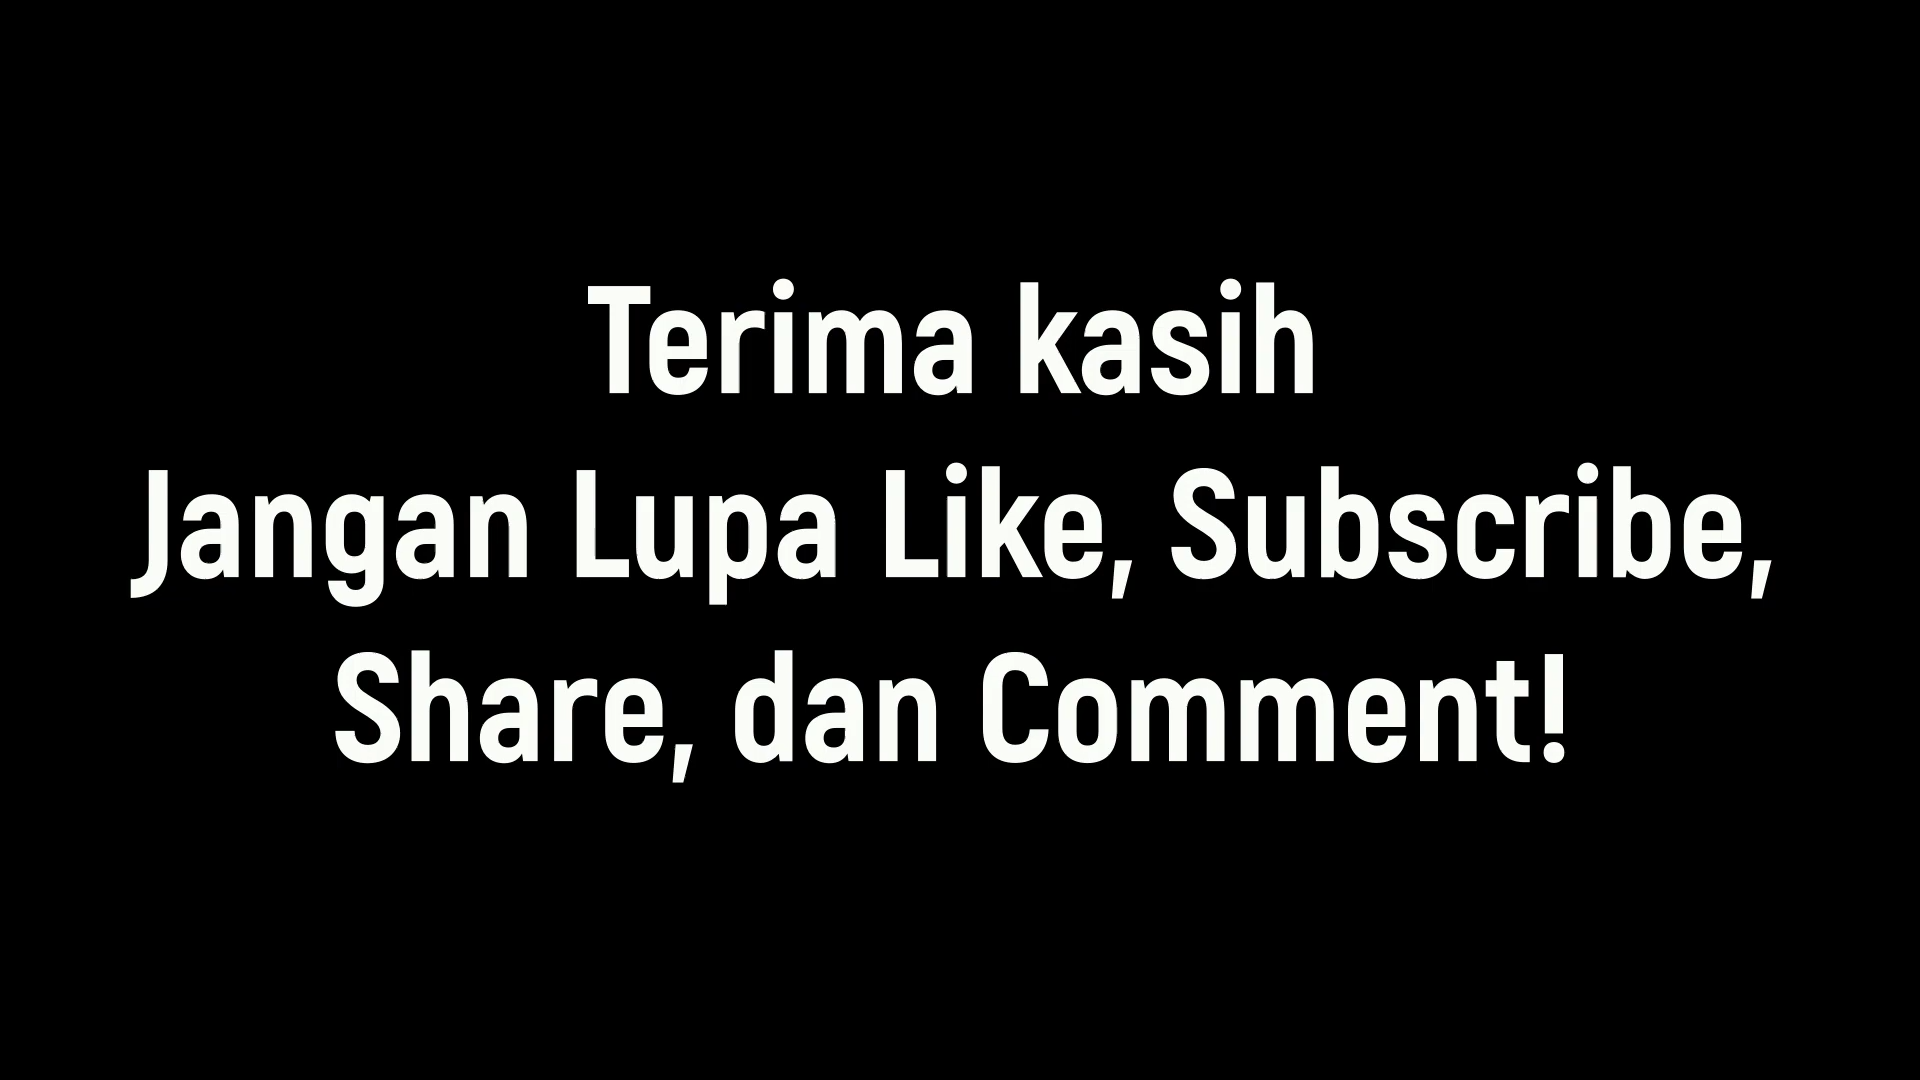 Terima kasih
Jangan Lupa Like, Subscribe,
Share, dan Comment!